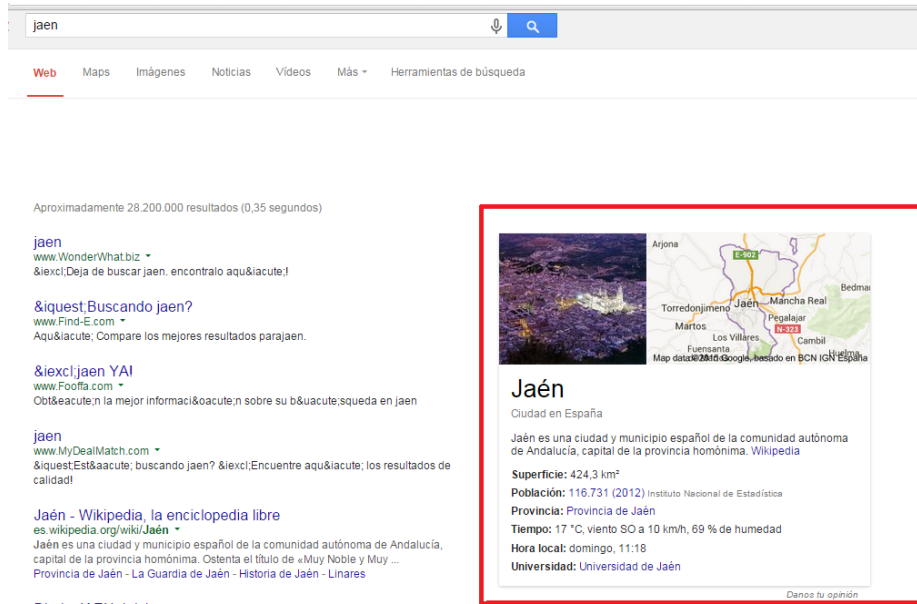 jaen
Web Maps Imágenes Noticias Vídeos Más Herramientas de búsqueda
Aproximadamente 28.200.000 resultados (0,35 segundos)
jaen
www.WonderWhat.biz
&iexcl;Deja de buscar jaen. encontralo aqu&iacute;!
&iquest;Buscando jaen?
www.Find-E.com
Aqu&iacute; Compare los mejores resultados parajaen.
&iexcl;jaen YA!
www.Fooffa.com
Obt&eacute;n la mejor informaci&oacute;n sobre su b&uacute;squeda en jaen
jaen
www.MyDealMatch.com
&iquest;Est&aacute; buscando jaen? &iexcl;Encuentre aqu&iacute; los resultados de
calidad!
Jaén - Wikipedia, la enciclopedia libre
es.wikipedia.org/wiki/Jaén
Jaén es una ciudad y municipio español de la comunidad autónoma de Andalucía,
capital de la provincia homónima. Ostenta el título de «Muy Noble y Muy ...
Provincia de Jaén - La Guardia de Jaén - Historia de Jaén - Linares
Arjona
E-902
Bedmar
Torredonjimeno Jaén Mancha Real
Martos Pegalajar
N-323
Los Villares Cambil
Fuensanta
Huelma
Map data ©2015 Google, basado en BCN IGN España
Jaén
Ciudad en España
Jaén es una ciudad y municipio español de la comunidad autónoma
de Andalucía, capital de la provincia homónima. Wikipedia
Superficie: 424,3 km²
Población: 116.731 (2012) Instituto Nacional de Estadística
Provincia: Provincia de Jaén
Tiempo: 17 °C, viento SO a 10 km/h, 69 % de humedad
Hora local: domingo, 11:18
Universidad: Universidad de Jaén
Danos tu opinión